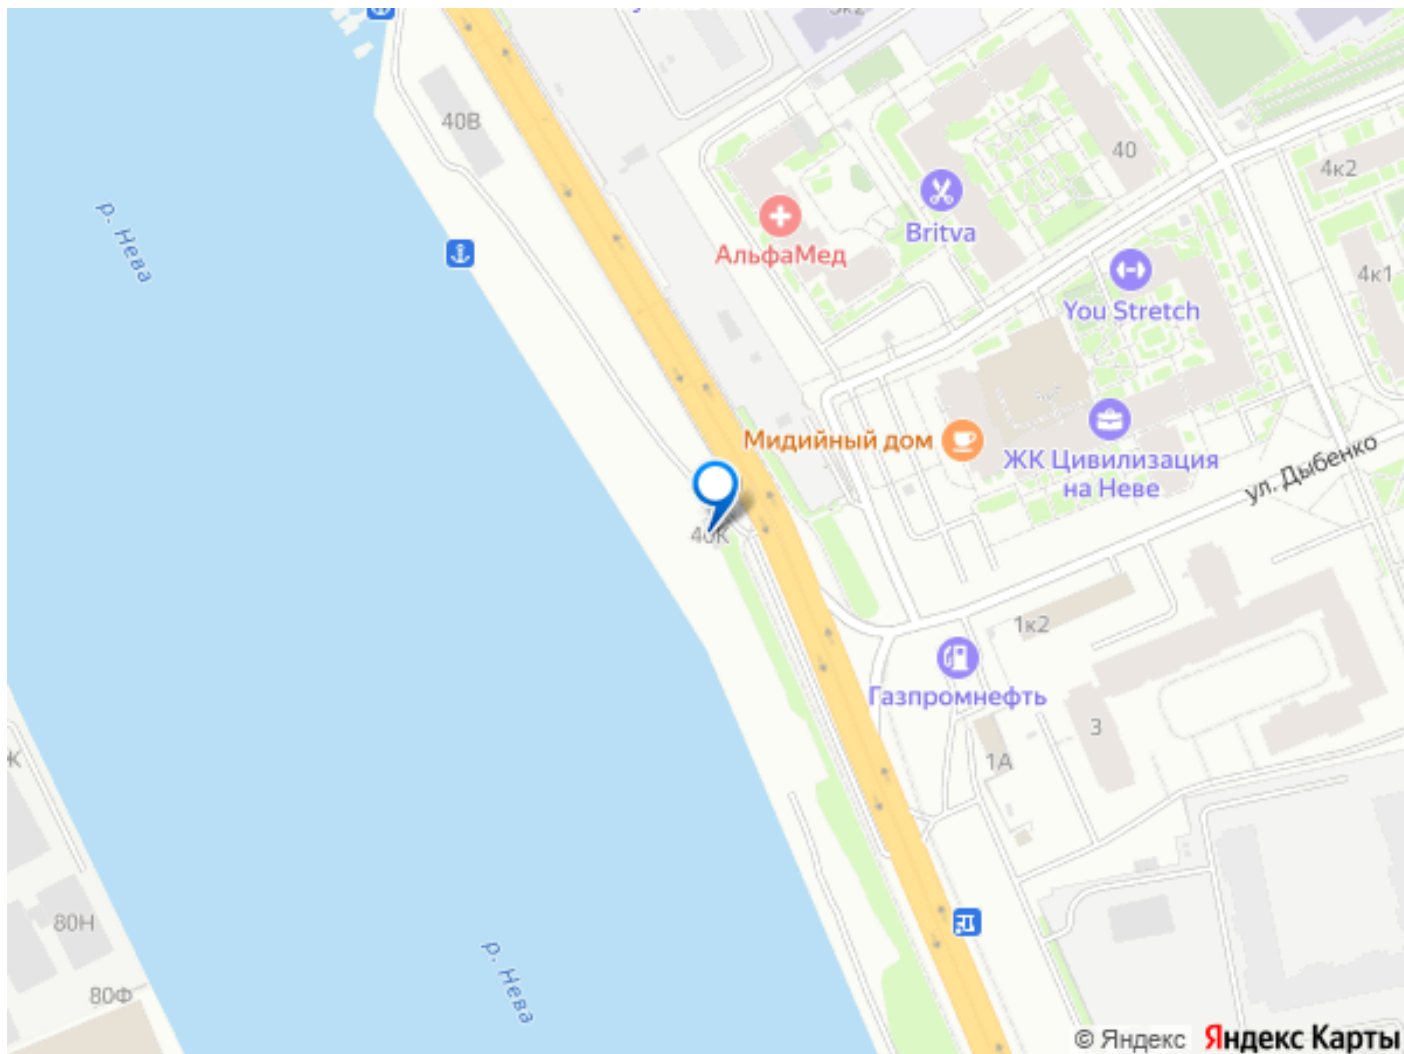 40В
40
4к2
р. Нева
Britva
АльфаМед
4к1
You Stretch
Мидийный дом
ЖК Цивилизация
на Неве
ул. Дыбенко
40К
1к2
Газпромнефть
3
1А
Ж
80Н
р. Нева
80Ф
© Яндекс Яндекс Карты